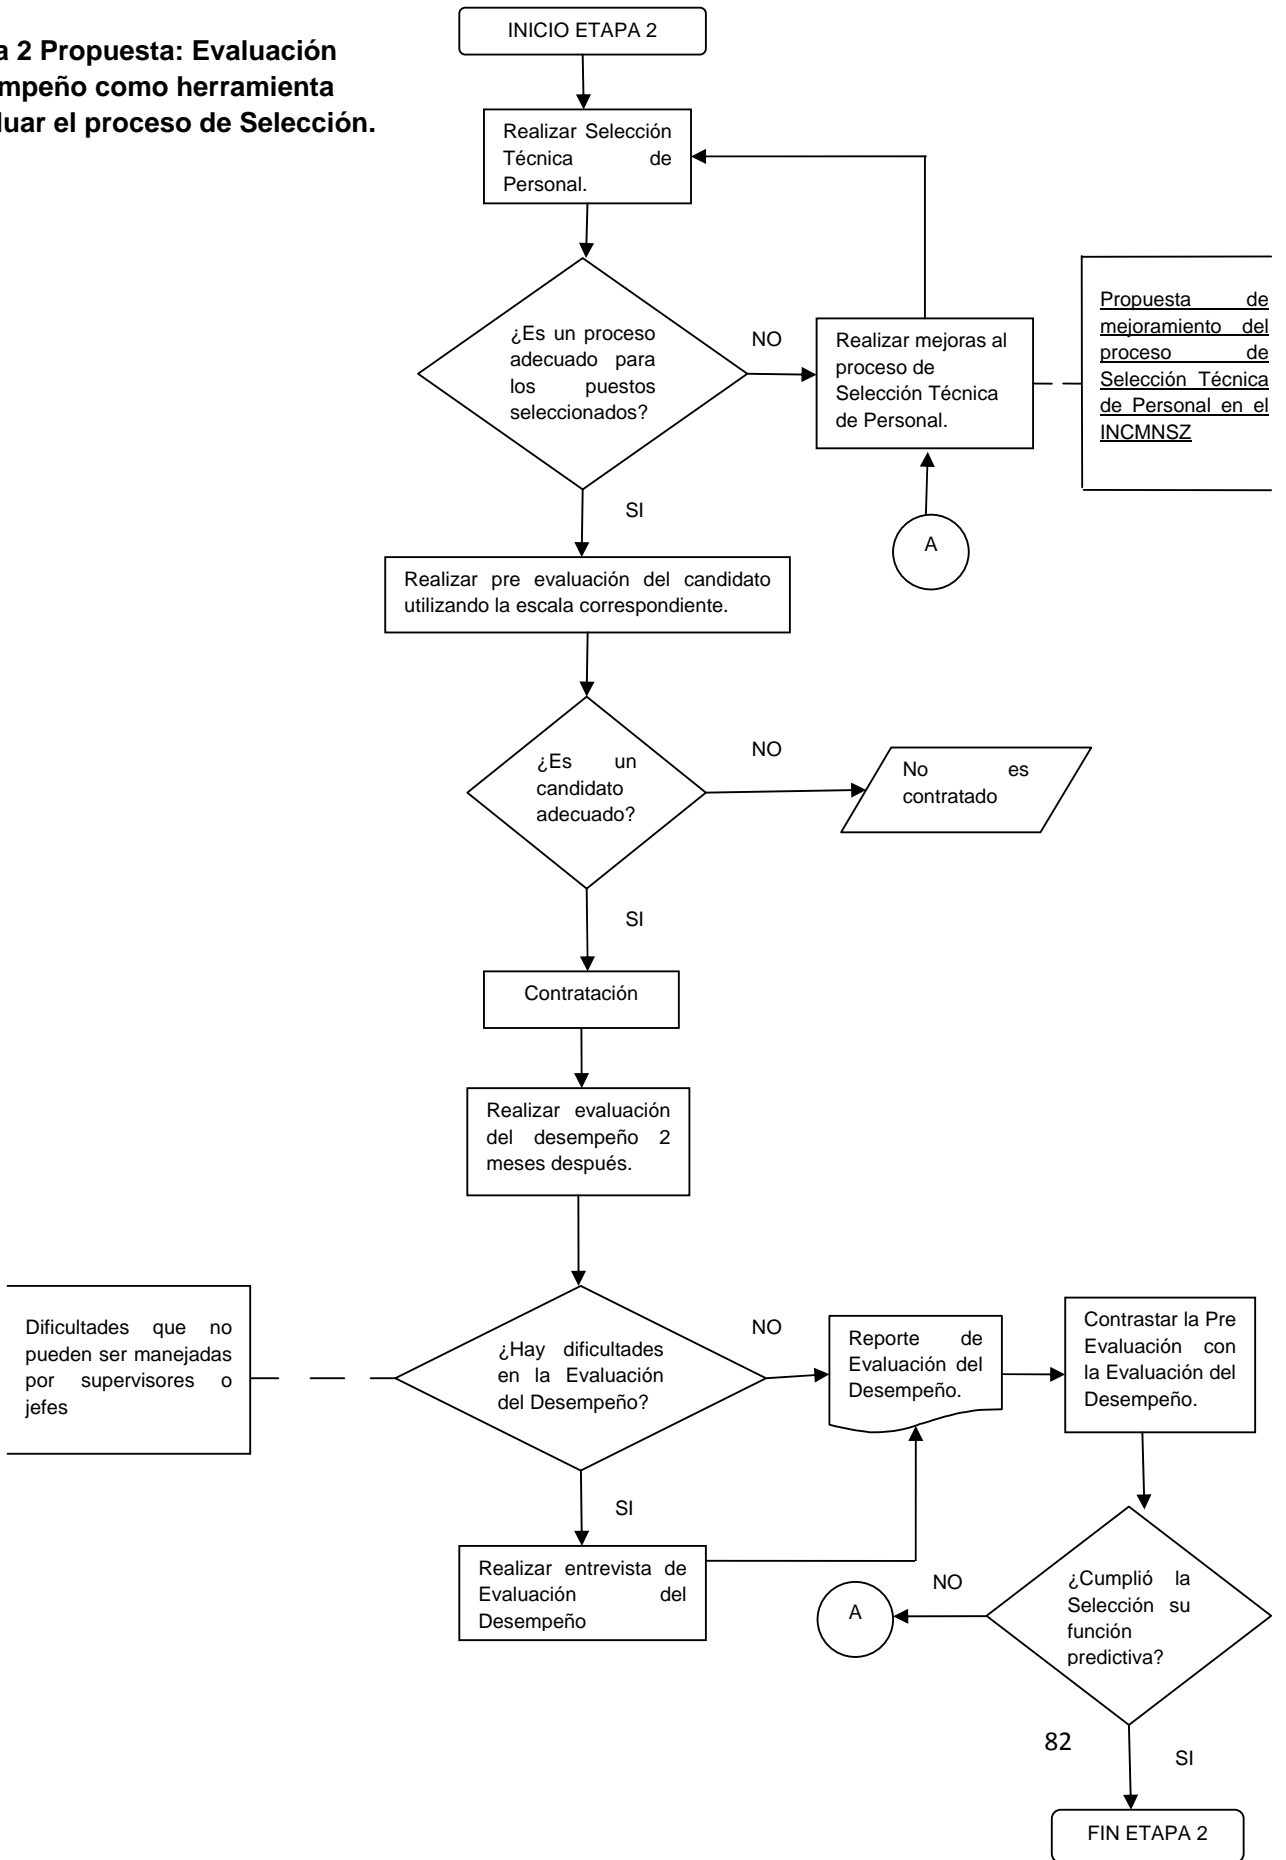 a 2 Propuesta: Evaluación
mpeño como herramienta
luar el proceso de Selección.
INICIO ETAPA 2
Realizar Selección
Técnica de
Personal.
¿Es un proceso
adecuado para
los puestos
seleccionados?
NO
Realizar mejoras al
proceso de
Selección Técnica
de Personal.
Propuesta de
mejoramiento del
proceso de
Selección Técnica
de Personal en el
INCMNSZ
A
SI
Realizar pre evaluación del candidato
utilizando la escala correspondiente.
¿Es un
candidato
adecuado?
NO
No es
contratado
SI
Contratación
Realizar evaluación
del desempeño 2
meses después.
Dificultades que no
pueden ser manejadas
por supervisores o
jefes
¿Hay dificultades
en la Evaluación
del Desempeño?
NO
Reporte de
Evaluación del
Desempeño.
Contrastar la Pre
Evaluación con
la Evaluación del
Desempeño.
SI
Realizar entrevista de
Evaluación del
Desempeño
A
NO
¿Cumplió la
Selección su
función
predictiva?
82
SI
FIN ETAPA 2